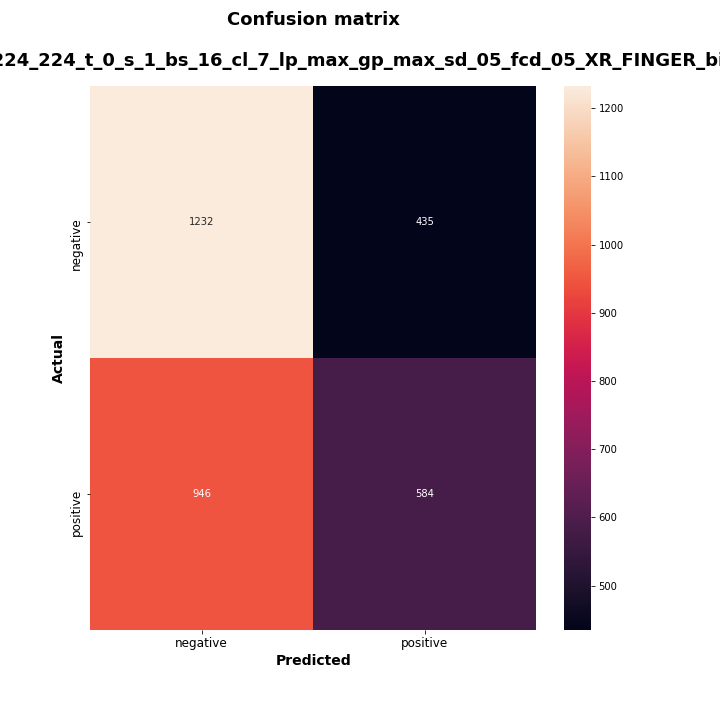 Confusion matrix
224_224_t_0_s_1_bs_16_cl_7_lp_max_gp_max_sd_05_fcd_05_XR_FINGER_bi
1232
435
946
584
negative
positive
Actual
negative
positive
Predicted
1200
1100
1000
900
800
700
600
500